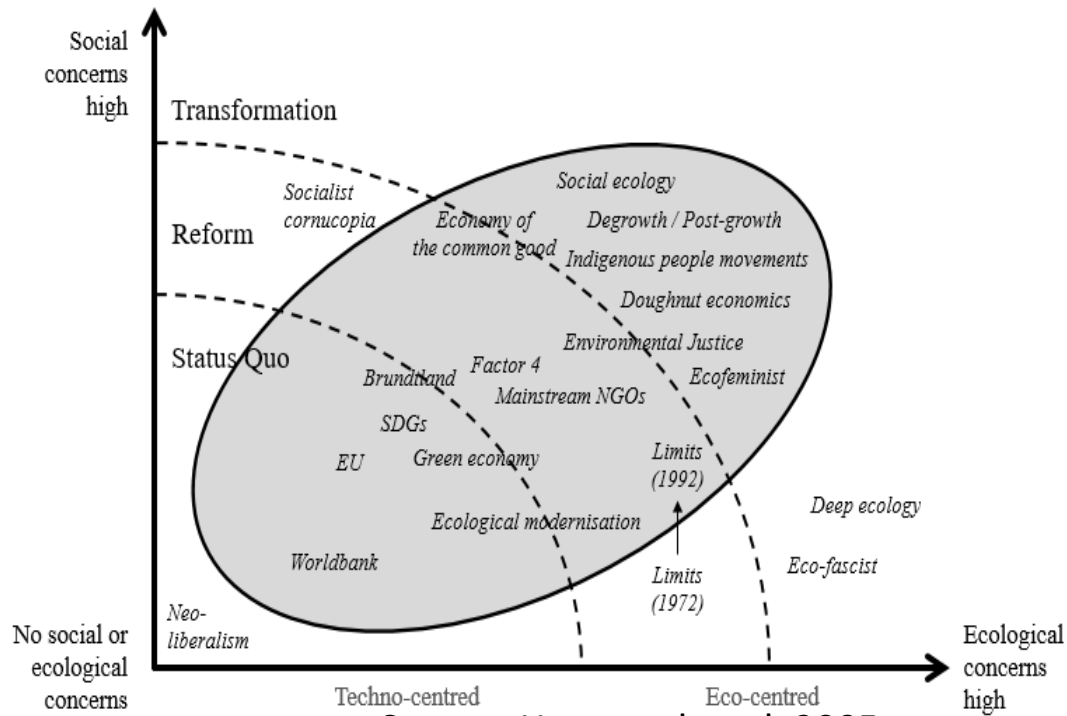 Social
concerns
high
Transformation
Socialist
cornucopia
Social ecology
Reform
Economy of
the common good
Degrowth / Post-growth
Indigenous people movements
Doughnut economics
Status Quo
Environmental Justice
Factor 4
Brundtland
Ecofeminist
Mainstream NGOs
SDGs
EU
Green economy
Limits
(1992)
Deep ecology
Ecological modernisation
Worldbank
Eco-fascist
Limits
(1972)
Neo-
liberalism
No social or
ecological
concerns
Ecological
concerns
high
Techno-centred
Eco-centred